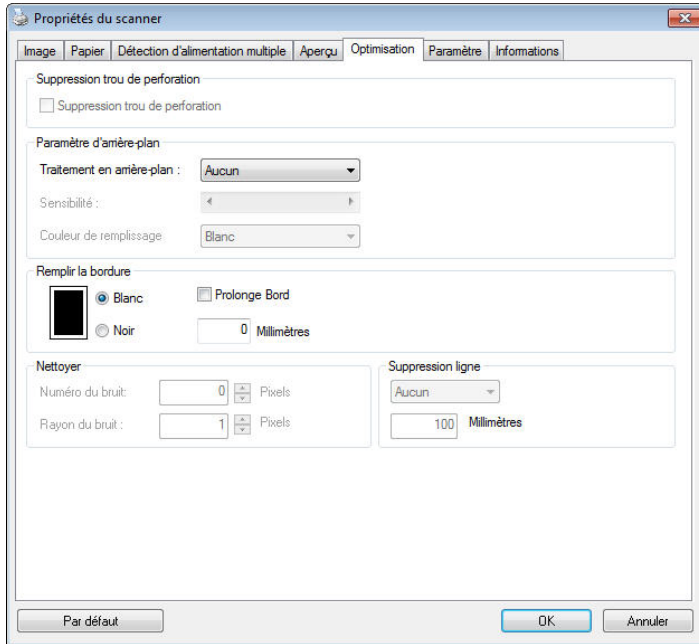 Propriétés du scanner
Image Papier Détection d'alimentation multiple Aperçu Optimisation Paramètre Informations
Suppression trou de perforation
Suppression trou de perforation
Paramètre d'arrière-plan
Traitement en arrière-plan : Aucun
Sensibilité :
Couleur de remplissage Blanc
Remplir la bordure
Blanc Prolonge Bord
Noir 0 Millimètres
Nettoyer Suppression ligne
Numéro du bruit: 0 Pixels Aucun
Rayon du bruit : 1 Pixels 100 Millimètres
Par défaut OK Annuler